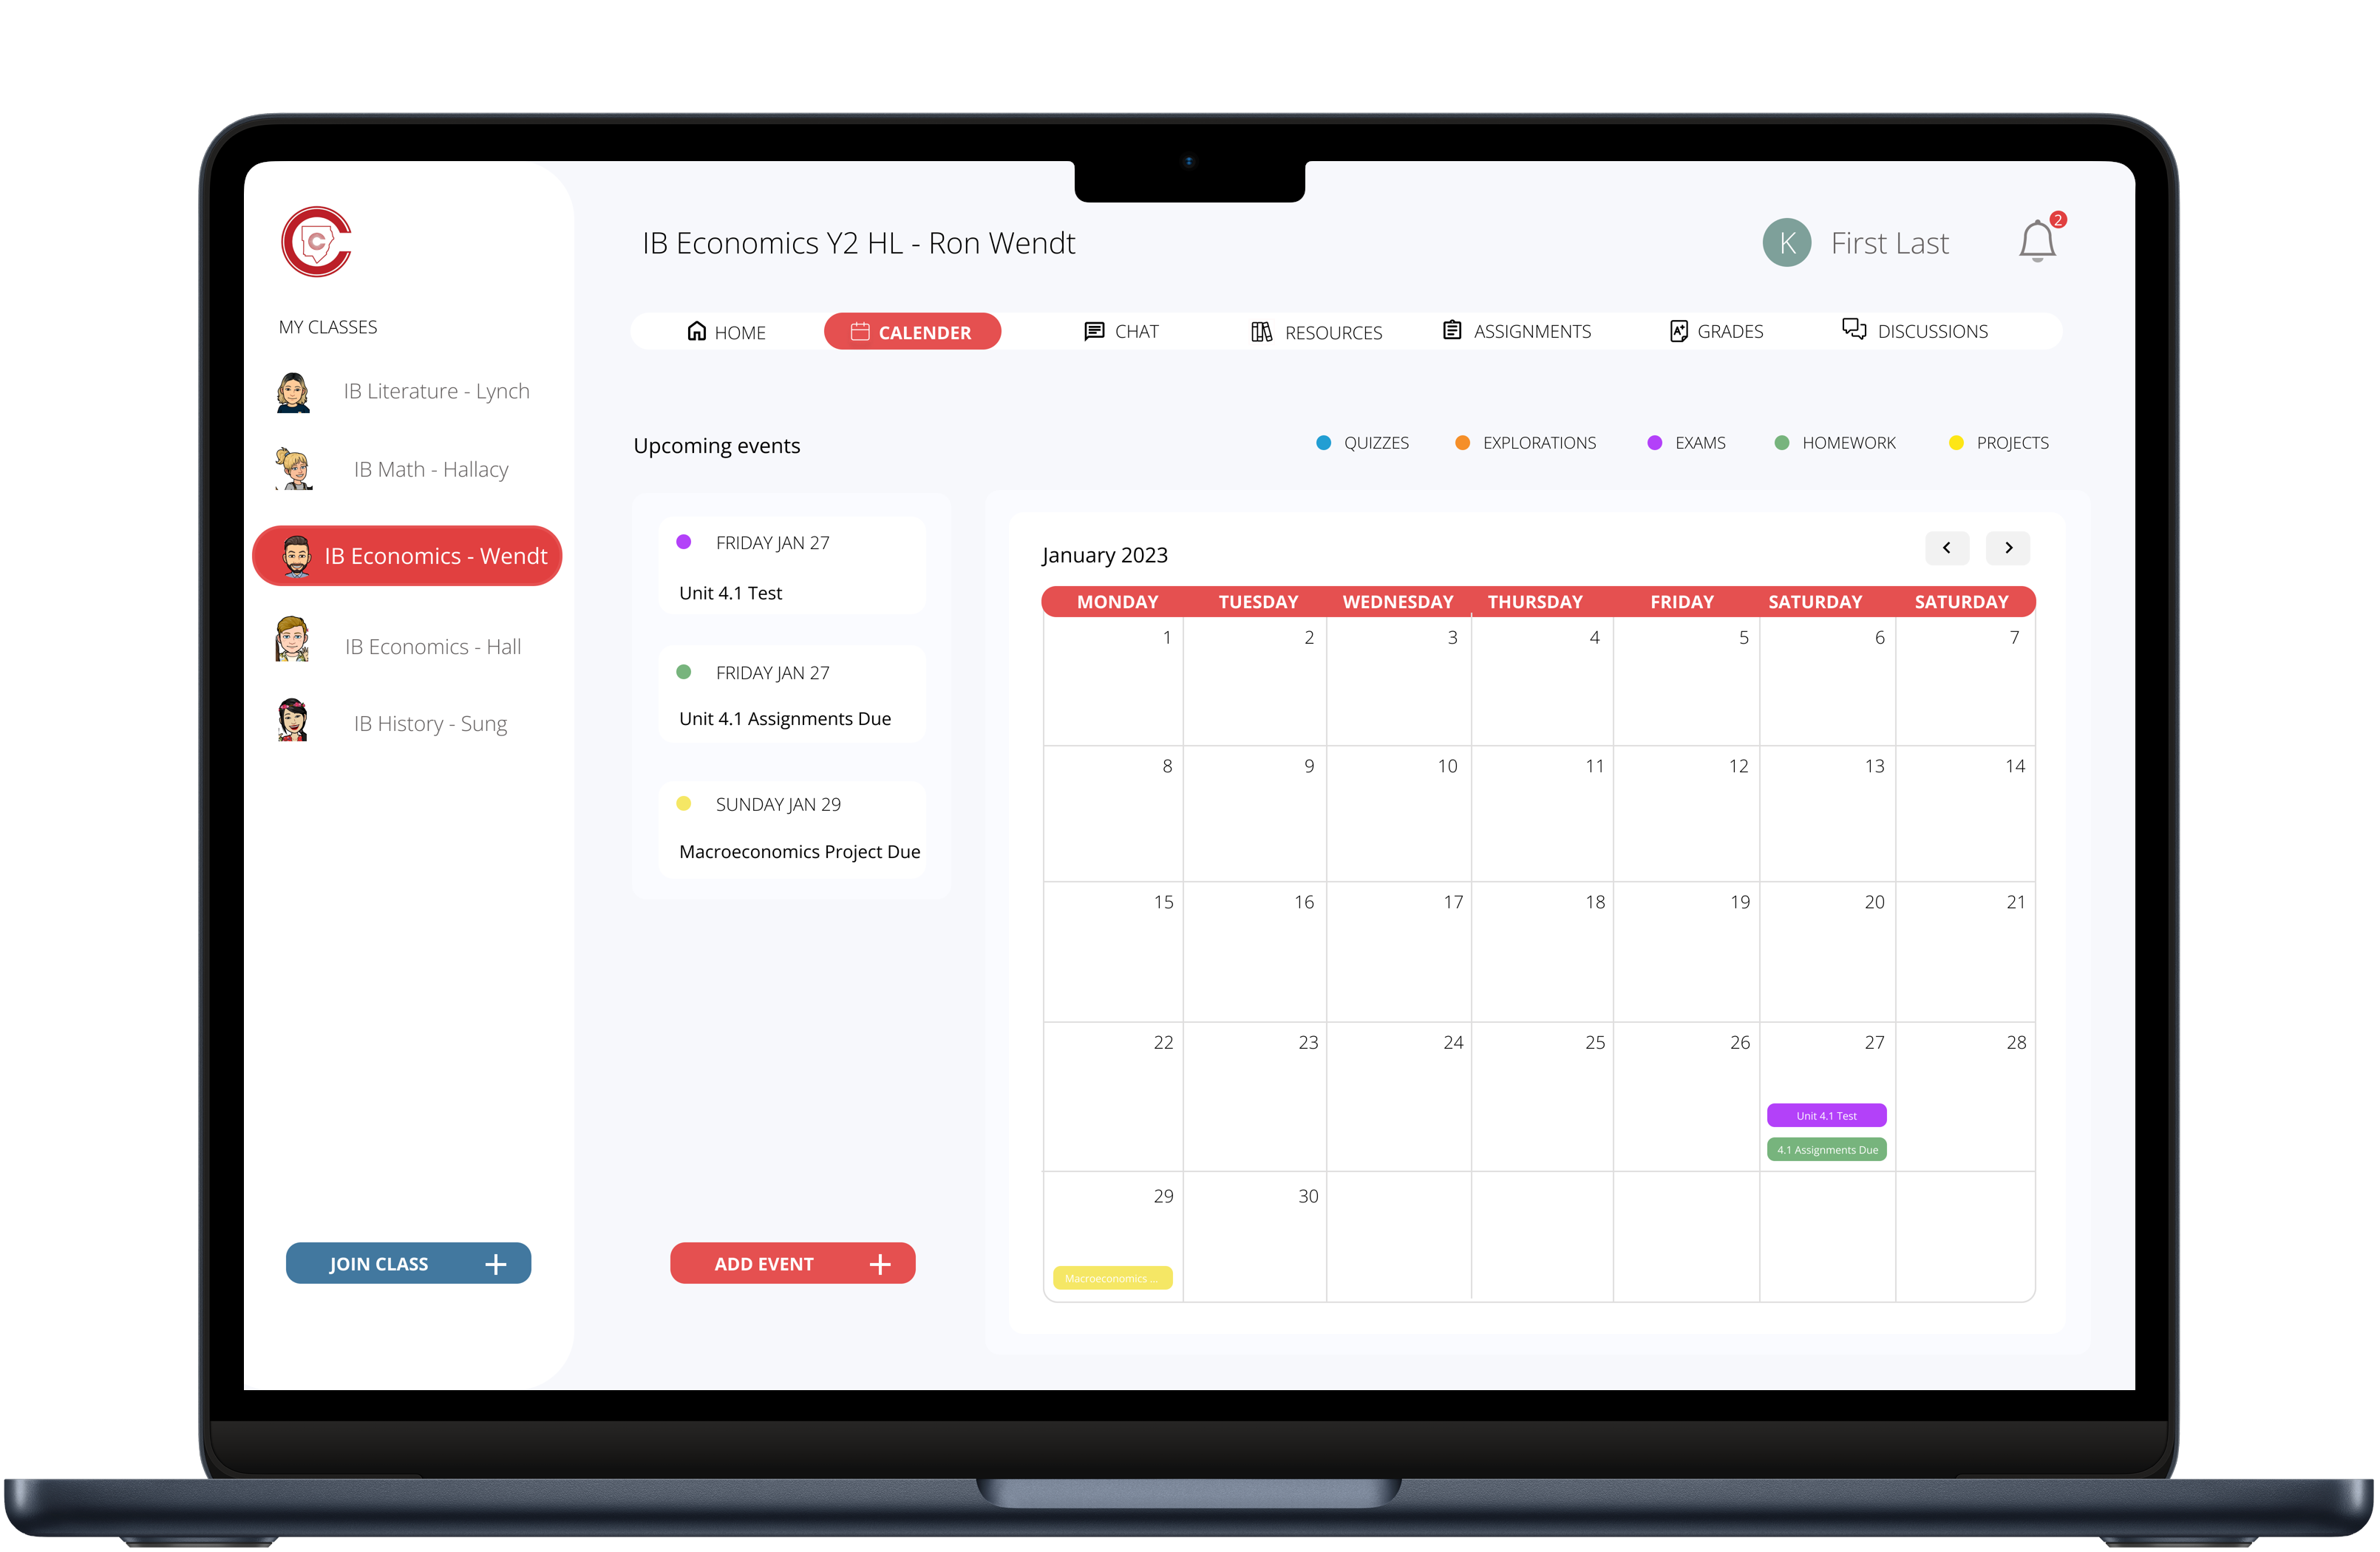 C
IB Economics Y2 HL - Ron Wendt
K
First Last
2
MY CLASSES
HOME
CALENDER
CHAT
RESOURCES
ASSIGNMENTS
GRADES
DISCUSSIONS
IB Literature - Lynch
IB Math - Hallacy
IB Economics - Wendt
IB Economics - Hall
IB History - Sung
JOIN CLASS
Upcoming events
QUIZZES
EXPLORATIONS
EXAMS
HOMEWORK
PROJECTS
FRIDAY JAN 27
Unit 4.1 Test
FRIDAY JAN 27
Unit 4.1 Assignments Due
SUNDAY JAN 29
Macroeconomics Project Due
ADD EVENT
January 2023
MONDAY TUESDAY WEDNESDAY THURSDAY FRIDAY SATURDAY SATURDAY
1 2 3 4 5 6 7
8 9 10 11 12 13 14
15 16 17 18 19 20 21
22 23 24 25 26 27 28
Unit 4.1 Test
4.1 Assignments Due
29 30
Macroeconomics ...